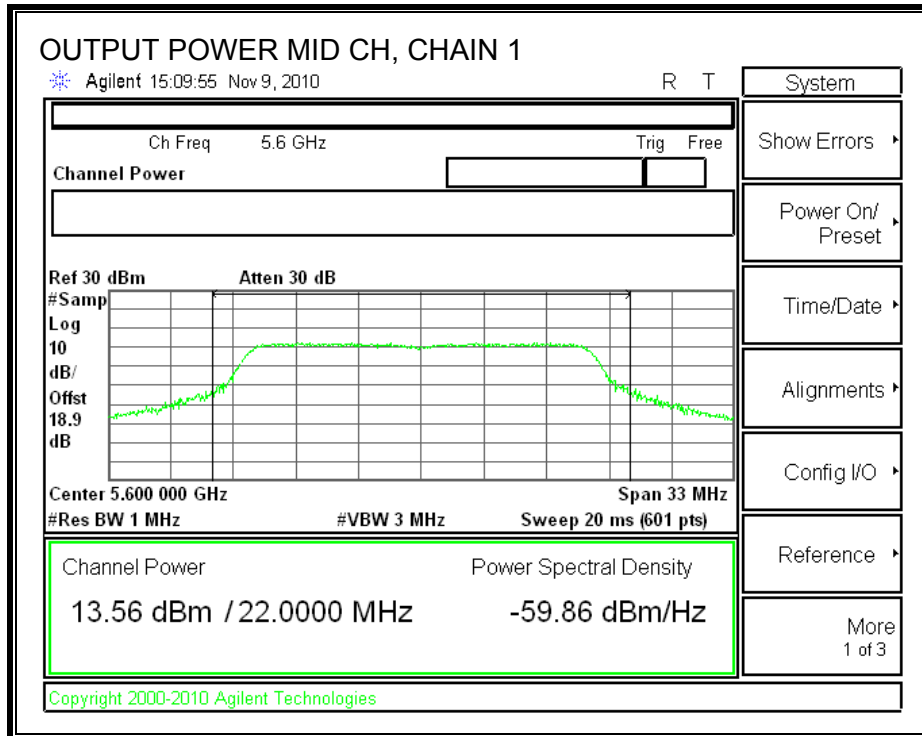 OUTPUT POWER MID CH, CHAIN 1
Agilent 15:09:55 Nov 9, 2010 R T
System
Ch Freq 5.6 GHz Trig Free
Show Errors
Channel Power
Power On/
Preset
Ref 30 dBm Atten 30 dB
#Samp
Log
10
dB/
Offst
18.9
dB
Time/Date
Alignments
Config I/O
Center 5.600 000 GHz Span 33 MHz
#Res BW 1 MHz #VBW 3 MHz Sweep 20 ms (601 pts)
Reference
Channel Power Power Spectral Density
13.56 dBm / 22.0000 MHz -59.86 dBm/Hz
More
1 of 3
Copyright 2000-2010 Agilent Technologies